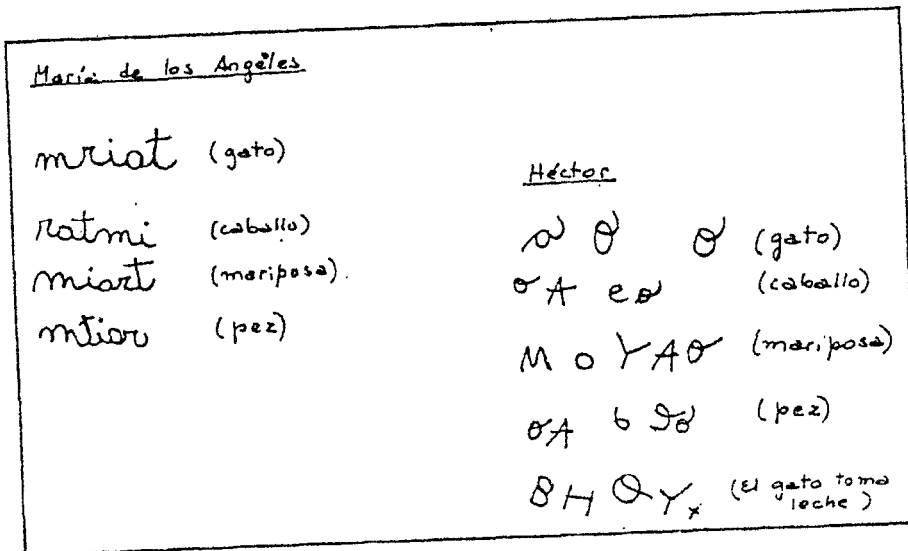 María de los Angeles
mriat (gato)
ratmi (caballo)
miart (mariposa).
mtiar (pez)
Héctor
(gato)
A e o (caballo)
M o Y A O (mariposa)
A b (pez)
B H O Y x (El gato toma
leche)